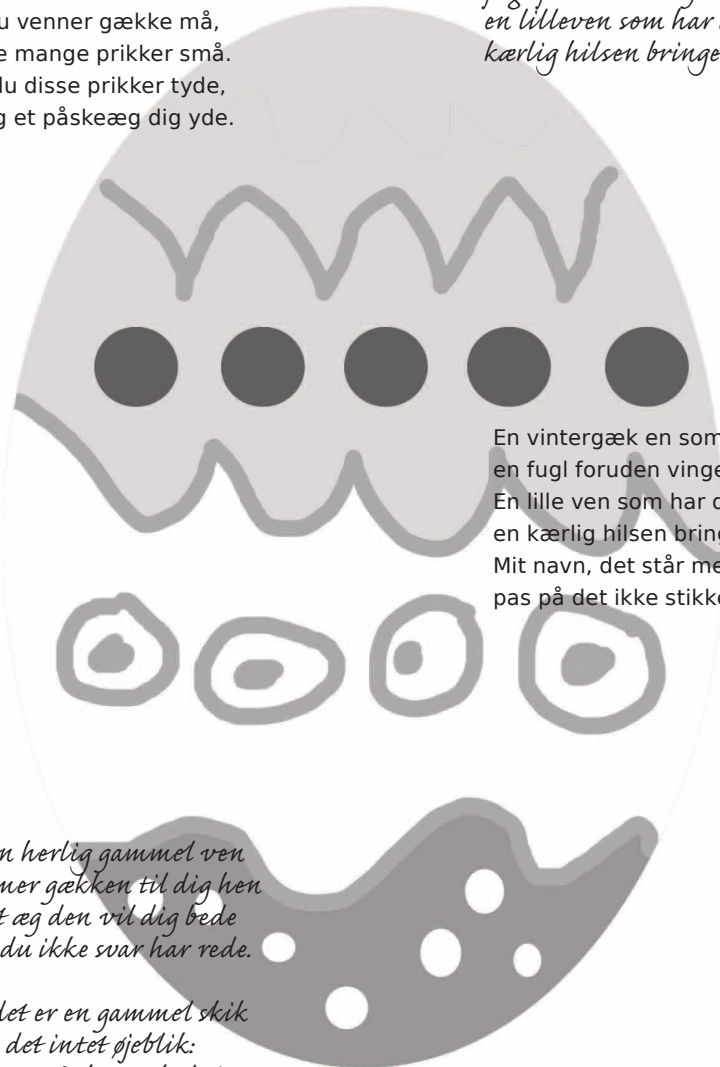 u venner gække må,
e mange prikker små.
du disse prikker tyde,
g et påskeæg dig yde.
en lilleven som har
kærlig hilsen bringe
En vintergæk en som
en fugl foruden vinge
En lille ven som har
en kærlig hilsen bring
Mit navn, det står me
pas på det ikke stikke
n herlig gammel ven
mer gækken til dig hen
t æg den vil dig bede
du ikke svar har rede.
det er en gammel skik
det intet øjeblik: